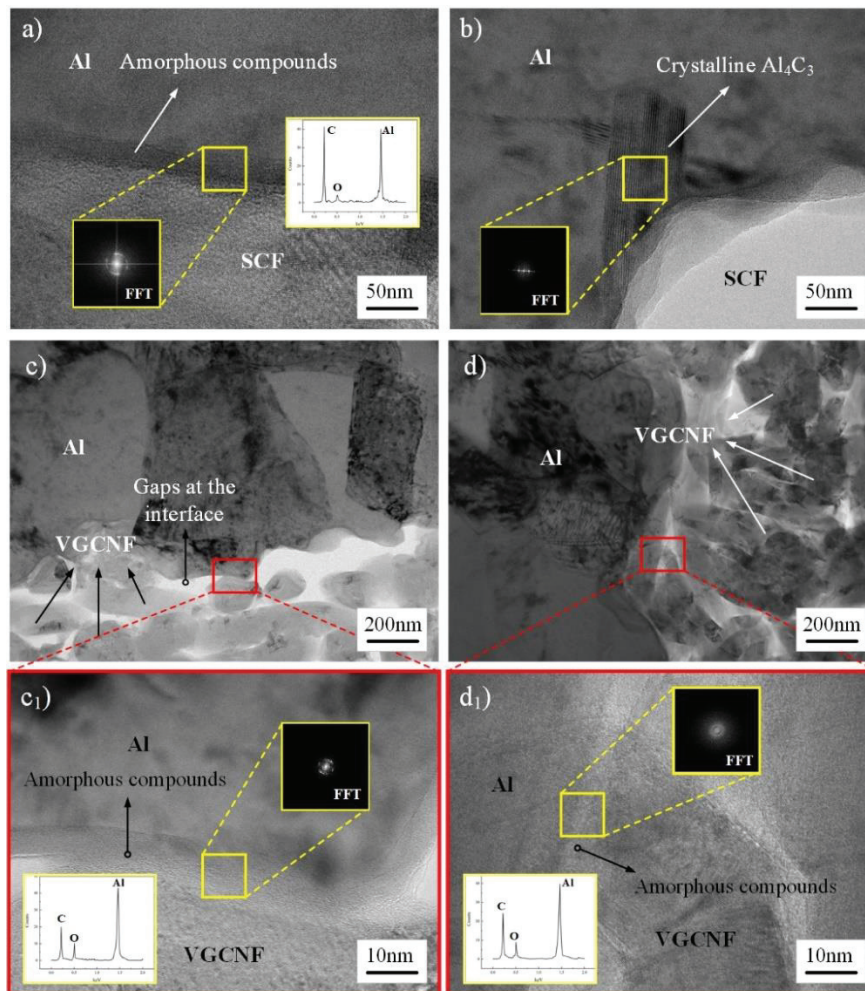 a)
Al
Amorphous compounds
C
Al
O
FFT
SCF
50nm
b)
Al
Crystalline Al₄C₃
FFT
SCF
50nm
c)
Al
Gaps at the
interface
VGCNF
200nm
d)
VGCNF
Al
200nm
c₁)
Al
Amorphous compounds
FFT
C
O
Al
VGCNF
10nm
d₁)
Al
FFT
Amorphous compounds
C
O
Al
VGCNF
10nm